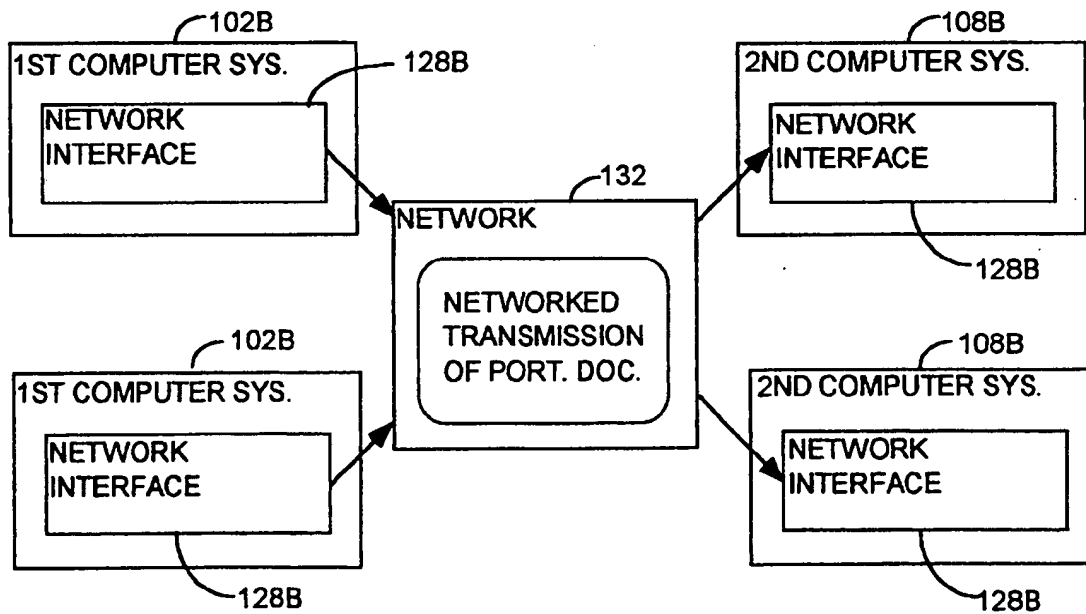 102B
1ST COMPUTER SYS.
128B
NETWORK
INTERFACE
108B
2ND COMPUTER SYS.
NETWORK
INTERFACE
128B
132
NETWORK
NETWORKED
TRANSMISSION
OF PORT. DOC.
102B
1ST COMPUTER SYS.
NETWORK
INTERFACE
128B
108B
2ND COMPUTER SYS.
NETWORK
INTERFACE
128B